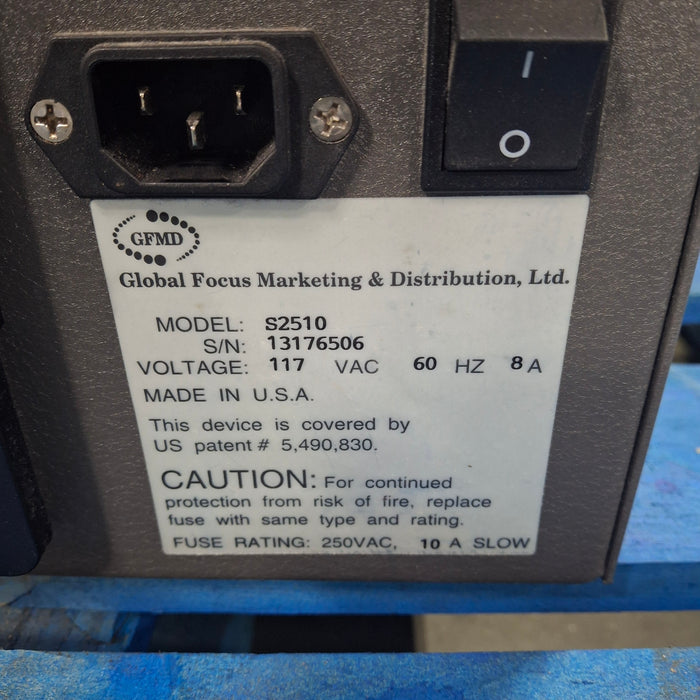 I
O
GFMD
Global Focus Marketing & Distribution, Ltd.
MODEL: S2510
S/N: 13176506
VOLTAGE: 117 VAC 60 HZ 8 A
MADE IN U.S.A.
This device is covered by
US patent # 5,490,830.
CAUTION: For continued
protection from risk of fire, replace
fuse with same type and rating.
FUSE RATING: 250VAC, 10 A SLOW